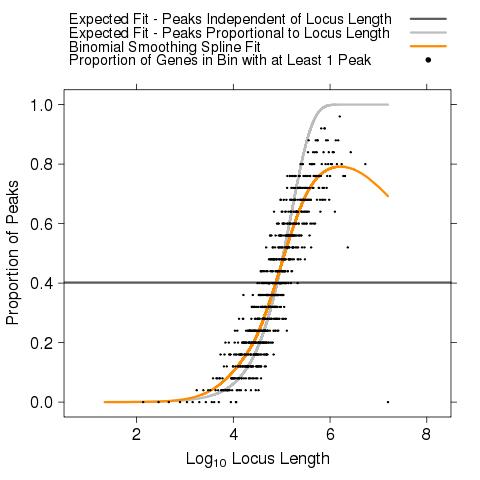 Expected Fit - Peaks Independent of Locus Length
Expected Fit - Peaks Proportional to Locus Length
Binomial Smoothing Spline Fit
Proportion of Genes in Bin with at Least 1 Peak
1.0
0.8
0.6
0.4
0.2
0.0
Proportion of Peaks
2 4 6 8
Log10 Locus Length